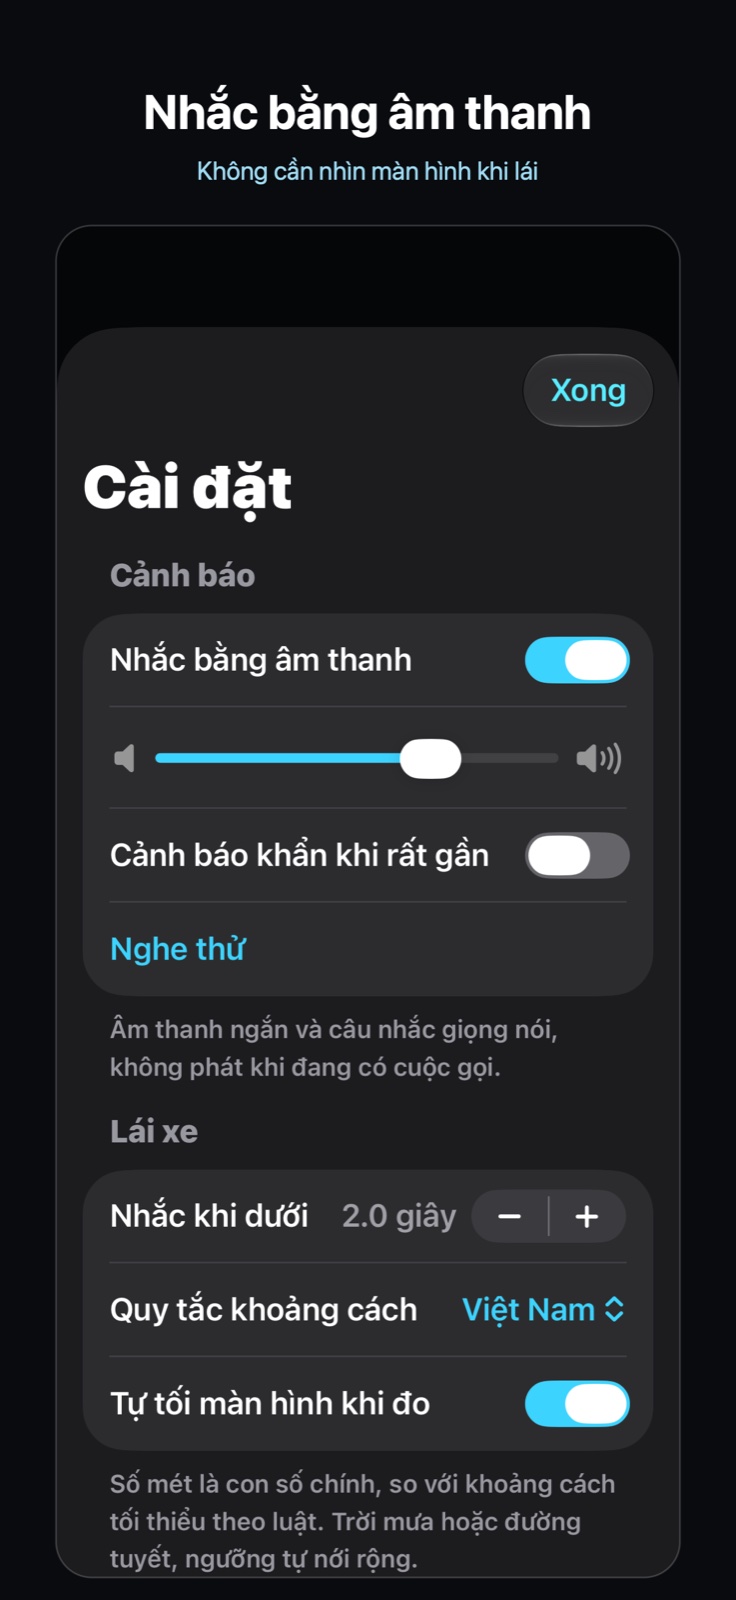 Nhắc bằng âm thanh
Không cần nhìn màn hình khi lái
Xong
Cài đặt
Cảnh báo
Nhắc bằng âm thanh
Cảnh báo khẩn khi rất gần
Nghe thử
Âm thanh ngắn và câu nhắc giọng nói,
không phát khi đang có cuộc gọi.
Lái xe
Nhắc khi dưới 2.0 giây − +
Quy tắc khoảng cách Việt Nam
Tự tối màn hình khi đo
Số mét là con số chính, so với khoảng cách
tối thiểu theo luật. Trời mưa hoặc đường
tuyết, ngưỡng tự nới rộng.